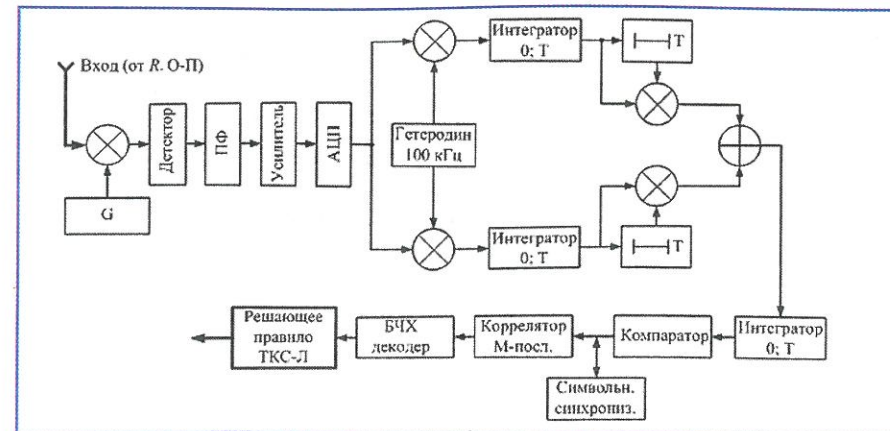 Вход (от R. О-П)
G
Детектор
ПФ
Усилитель
АЦП
Гетеродин
100 кГц
Интегратор
0; T
T
Интегратор
0; T
T
Решающее
правило
ТКС-Л
БЧХ
декодер
Коррелятор
М-посл.
Компаратор
Интегратор
0; T
Символьн.
синхрониз.